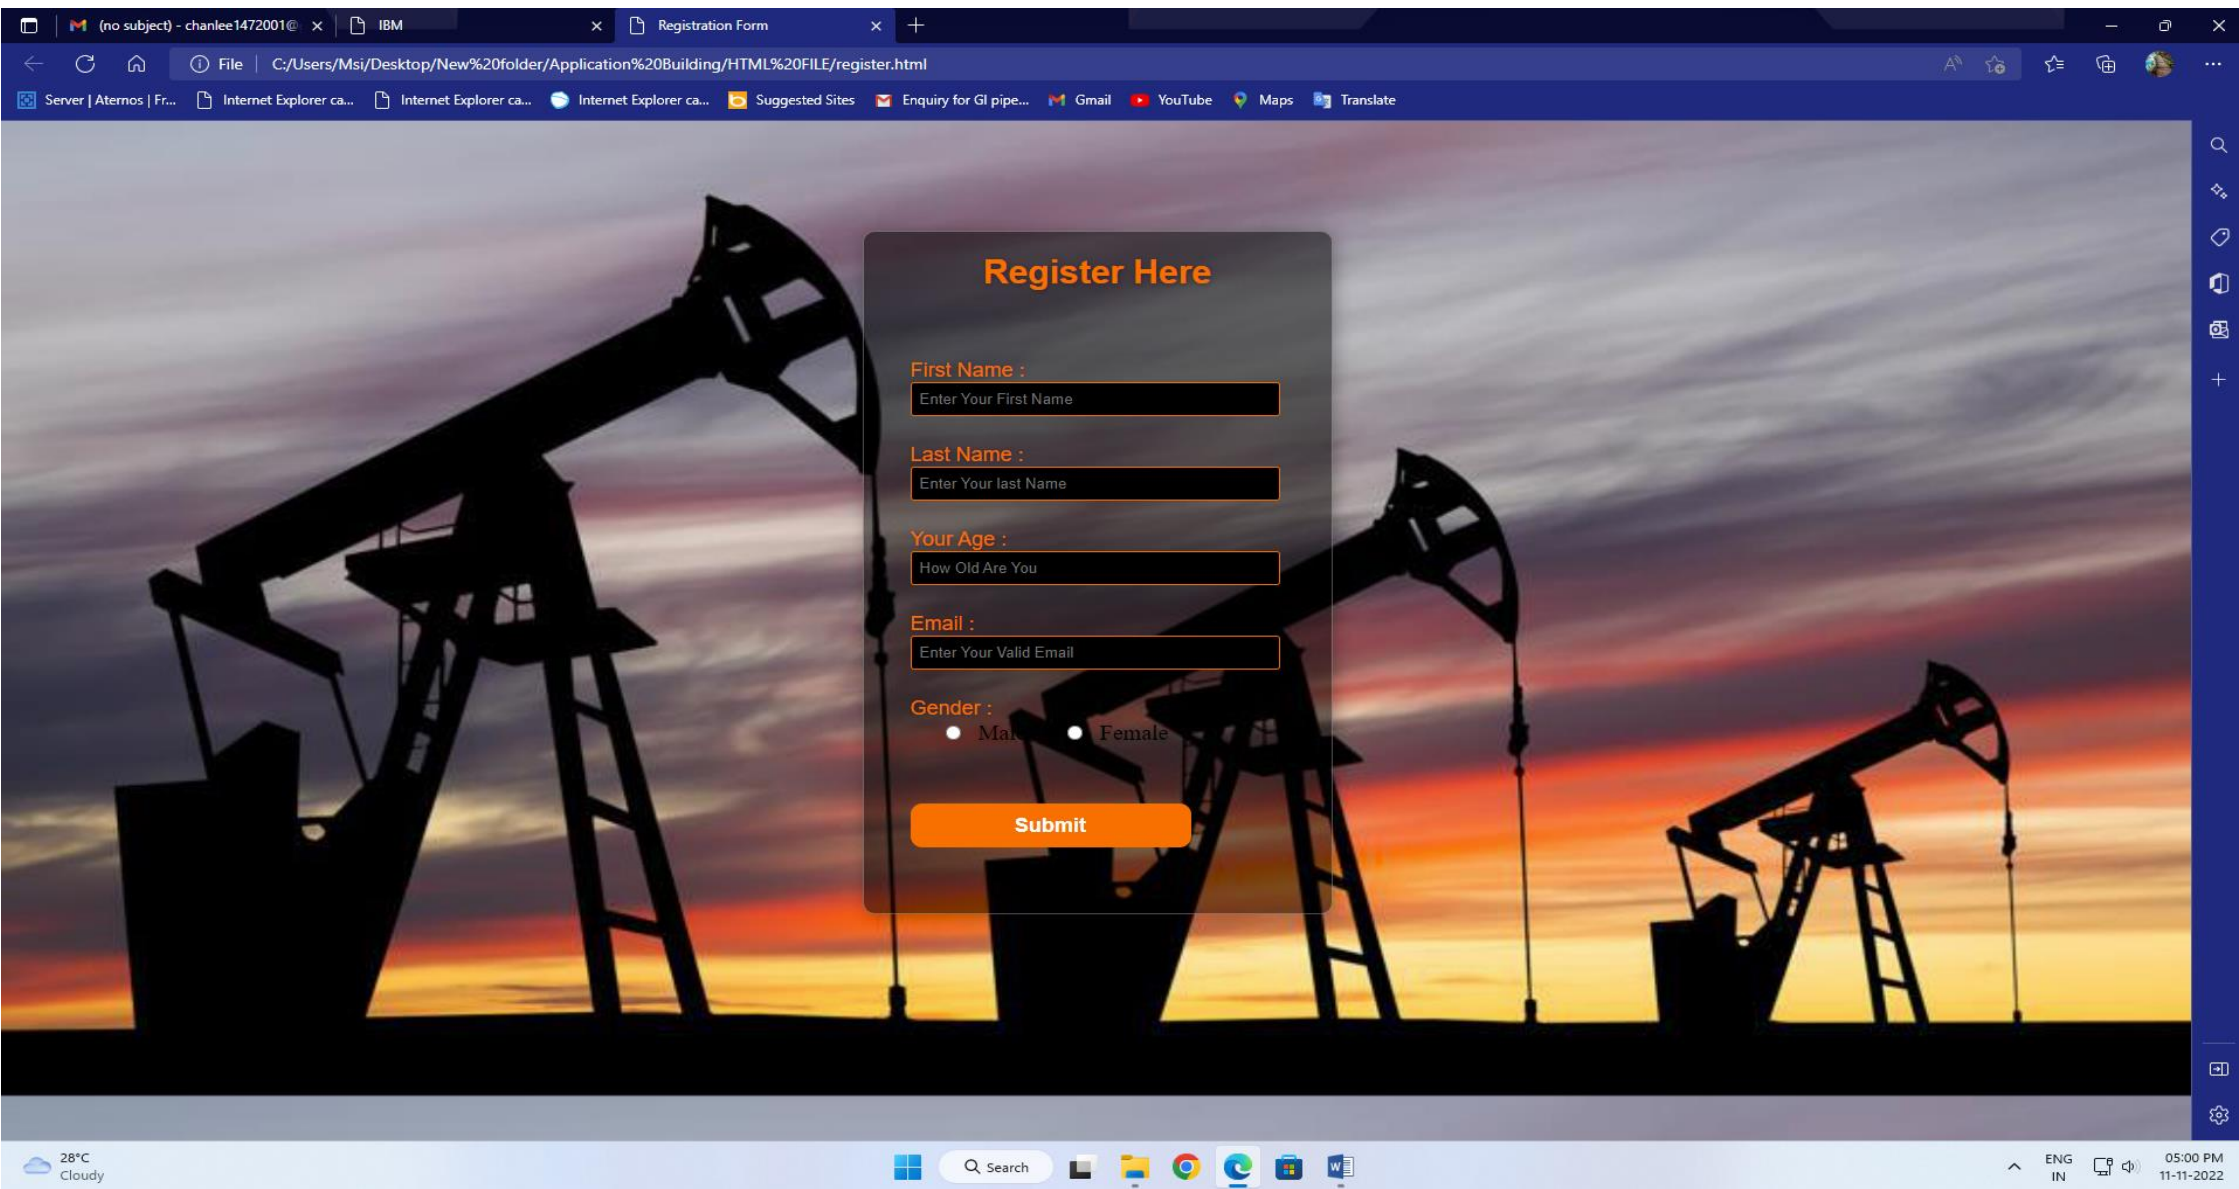 (no subject) - chanlee1472001@
IBM
Registration Form
File
C:/Users/Msi/Desktop/New%20folder/Application%20Building/HTML%20FILE/register.html
Server | Aternos | Fr...
Internet Explorer ca...
Internet Explorer ca...
Internet Explorer ca...
Suggested Sites
Enquiry for GI pipe...
Gmail
YouTube
Maps
Translate
Register Here
First Name :
Enter Your First Name
Last Name :
Enter Your last Name
Your Age :
How Old Are You
Email :
Enter Your Valid Email
Gender :
Male Female
Submit
28°C
Cloudy
Search
ENG
IN
05:00 PM
11-11-2022